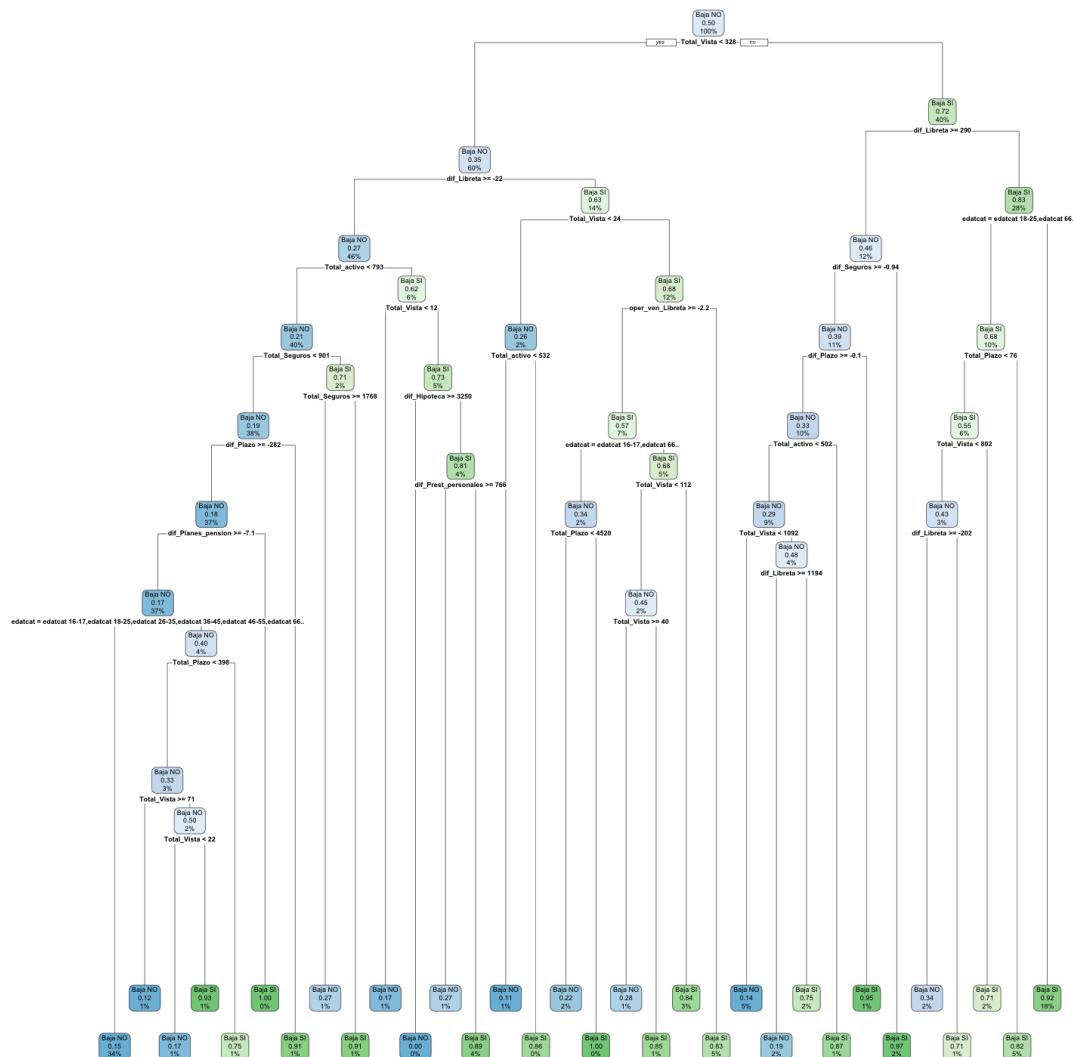 Baja NO
0.50
100%
yes Total_Vista < 328 no
Baja SI
0.72
40%
dif_Libreta >= 290
Baja NO
0.35
60%
dif_Libreta >= -22
Baja SI
0.63
14%
Total_Vista < 24
Baja SI
0.83
28%
edatcat = edatcat 18-25,edatcat 66.
Baja NO
0.27
46%
Total_activo < 793
Baja NO
0.46
12%
dif_Seguros >= -0.94
Baja SI
0.62
6%
Total_Vista < 12
Baja SI
0.68
12%
oper_ven_Libreta >= -2.2
Baja NO
0.21
40%
Total_Seguros < 901
Baja NO
0.26
2%
Total_activo < 532
Baja NO
0.39
11%
dif_Plazo >= -0.1
Baja SI
0.68
10%
Total_Plazo < 76
Baja SI
0.71
2%
Total_Seguros >= 1768
Baja SI
0.73
5%
dif_Hipoteca >= 3250
Baja NO
0.19
38%
dif_Plazo >= -282
Baja SI
0.57
7%
edatcat = edatcat 16-17,edatcat 66..
Baja NO
0.33
10%
Total_activo < 502
Baja SI
0.55
6%
Total_Vista < 802
Baja SI
0.81
4%
dif_Prest_personales >= 766
Baja SI
0.68
5%
Total_Vista < 112
Baja NO
0.18
37%
dif_Planes_pension >= -7.1
Baja NO
0.34
2%
Total_Plazo < 4520
Baja NO
0.29
9%
Total_Vista < 1092
Baja NO
0.43
3%
dif_Libreta >= -202
Baja NO
0.48
4%
dif_Libreta >= 1194
Baja NO
0.17
37%
edatcat = edatcat 16-17,edatcat 18-25,edatcat 26-35,edatcat 36-45,edatcat 46-55,edatcat 66..
Baja NO
0.45
2%
Total_Vista >= 40
Baja NO
0.40
4%
Total_Plazo < 398
Baja NO
0.33
3%
Total_Vista >= 71
Baja NO
0.50
2%
Total_Vista < 22
Baja NO
0.12
1%
Baja SI
0.93
1%
Baja SI
1.00
0%
Baja NO
0.27
1%
Baja NO
0.17
1%
Baja NO
0.27
1%
Baja NO
0.11
1%
Baja NO
0.22
2%
Baja NO
0.28
1%
Baja SI
0.84
3%
Baja NO
0.14
5%
Baja SI
0.75
2%
Baja SI
0.95
1%
Baja NO
0.34
2%
Baja SI
0.71
2%
Baja SI
0.92
18%
Baja NO
0.15
34%
Baja NO
0.17
1%
Baja SI
0.75
1%
Baja SI
0.91
1%
Baja SI
0.91
1%
Baja NO
0.00
0%
Baja SI
0.89
4%
Baja SI
0.86
0%
Baja SI
1.00
0%
Baja SI
0.85
1%
Baja SI
0.83
5%
Baja NO
0.19
2%
Baja SI
0.87
1%
Baja SI
0.97
2%
Baja SI
0.71
1%
Baja SI
0.82
5%